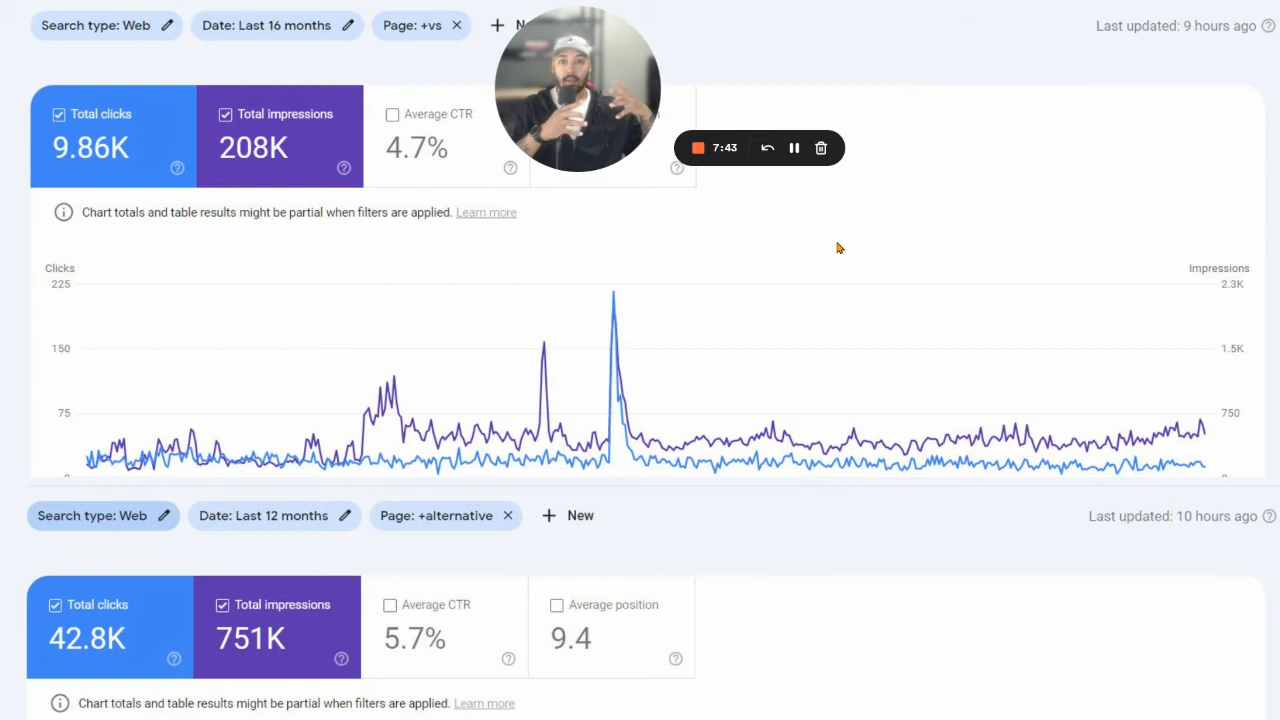 Search type: Web
Date: Last 16 months
Page: +vs
Last updated: 9 hours ago
Total clicks
9.86K
Total impressions
208K
Average CTR
4.7%
7:43
Chart totals and table results might be partial when filters are applied. Learn more
Clicks
Impressions
225
2.3K
150
1.5K
75
750
Search type: Web
Date: Last 12 months
Page: +alternative
New
Last updated: 10 hours ago
Total clicks
42.8K
Total impressions
751K
Average CTR
5.7%
Average position
9.4
Chart totals and table results might be partial when filters are applied. Learn more